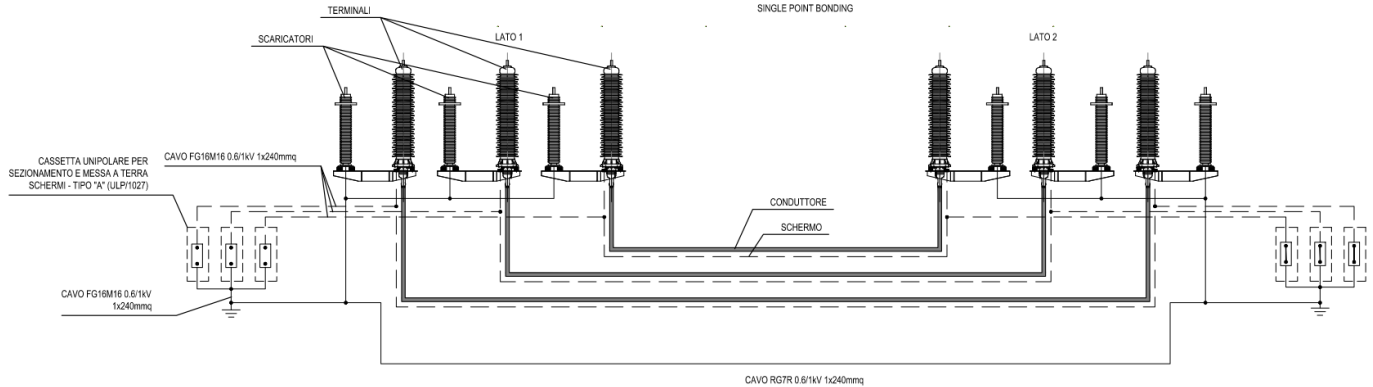 SINGLE POINT BONDING
TERMINALI
SCARICATORI
LATO 1
LATO 2
CASSETTA UNIPOLARE PER
SEZIONAMENTO E MESSA A TERRA
SCHERMI - TIPO "A" (ULP/1027)
CAVO FG16M16 0.6/1kV 1x240mmq
CONDUTTORE
SCHERMO
CAVO FG16M16 0.6/1kV
1x240mmq
CAVO RG7R 0.6/1kV 1x240mmq